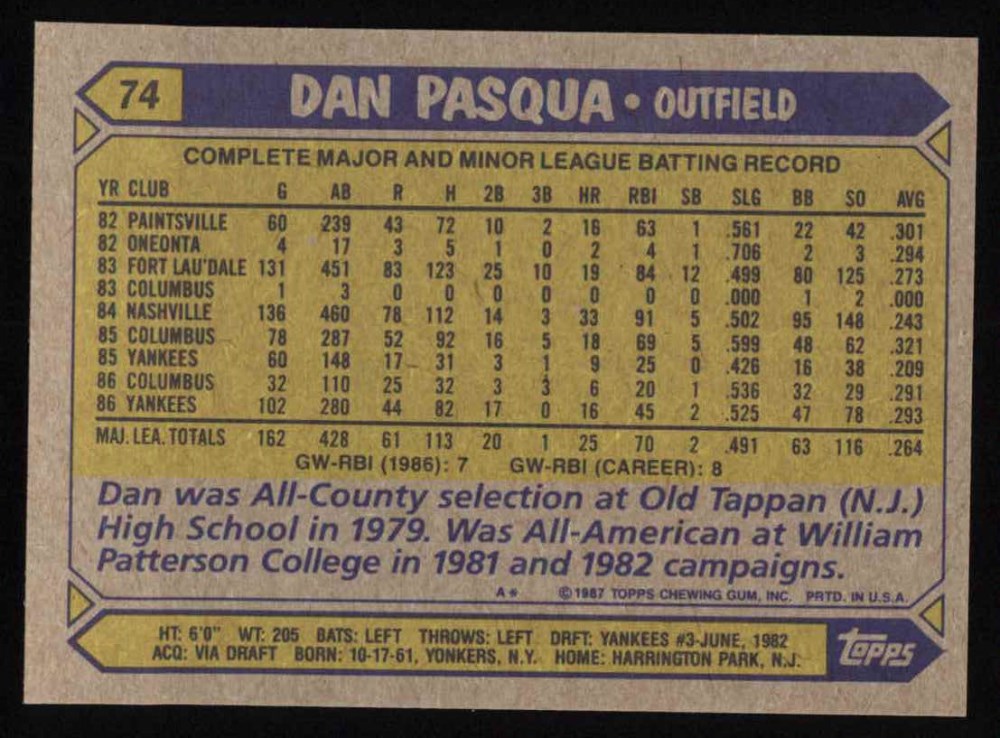 74 DAN PASQUA • OUTFIELD
COMPLETE MAJOR AND MINOR LEAGUE BATTING RECORD
YR CLUB G AB R H 2B 3B HR RBI SB SLG BB SO AVG
82 PAINTSVILLE 60 239 43 72 10 2 16 63 1 .561 22 42 .301
82 ONEONTA 4 17 3 5 1 0 2 4 1 .706 2 3 .294
83 FORT LAU'DALE 131 451 83 123 25 10 19 84 12 .499 80 125 .273
83 COLUMBUS 1 3 0 0 0 0 0 0 0 .000 1 2 .000
84 NASHVILLE 136 460 78 112 14 3 33 91 5 .502 95 148 .243
85 COLUMBUS 78 287 52 92 16 5 18 69 5 .599 48 62 .321
85 YANKEES 60 148 17 31 3 1 9 25 0 .426 16 38 .209
86 COLUMBUS 32 110 25 32 3 3 6 20 1 .536 32 29 .291
86 YANKEES 102 280 44 82 17 0 16 45 2 .525 47 78 .293
MAJ. LEA. TOTALS 162 428 61 113 20 1 25 70 2 .491 63 116 .264
GW-RBI (1986): 7 GW-RBI (CAREER): 8
Dan was All-County selection at Old Tappan (N.J.)
High School in 1979. Was All-American at William
Patterson College in 1981 and 1982 campaigns.
A* ©1987 TOPPS CHEWING GUM, INC. PRTD. IN U.S.A.
HT: 6'0" WT: 205 BATS: LEFT THROWS: LEFT DRFT: YANKEES #3-JUNE, 1982
ACQ: VIA DRAFT BORN: 10-17-61, YONKERS, N.Y. HOME: HARRINGTON PARK, N.J.
topps